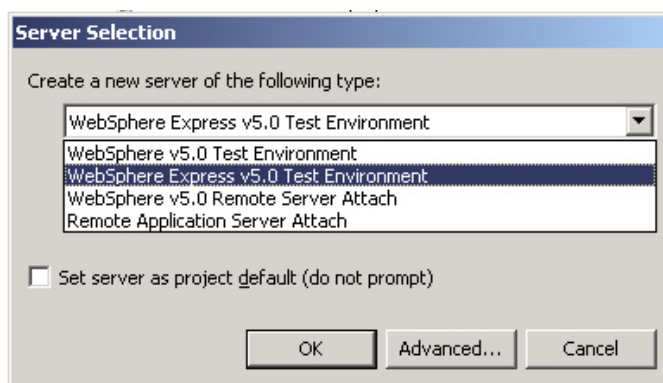 Server Selection
Create a new server of the following type:
WebSphere Express v5.0 Test Environment
WebSphere v5.0 Test Environment
WebSphere Express v5.0 Test Environment
WebSphere v5.0 Remote Server Attach
Remote Application Server Attach
Set server as project default (do not prompt)
OK Advanced... Cancel